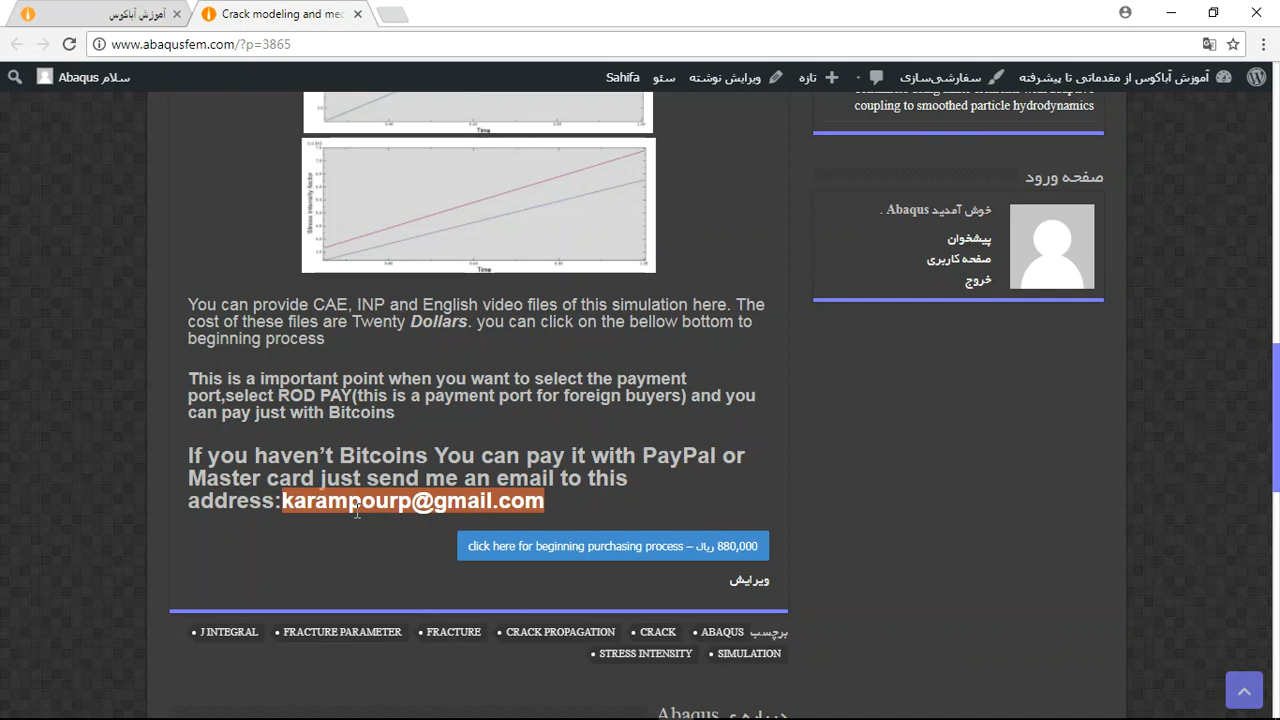 آموزش آباکوس
Crack modeling and mec
www.abaqusfem.com/?p=3865
آموزش آباکوس از مقدماتی تا پیشرفته
سفارشی‌سازی
تازه
ویرایش نوشته
سئو
Sahifa
سلام Abaqus
coupling to smoothed particle hydrodynamics
Time
Stress intensity factor
Time
صفحه ورود
خوش آمدید Abaqus .
پیشخوان
صفحه کاربری
خروج
You can provide CAE, INP and English video files of this simulation here. The
cost of these files are Twenty Dollars. you can click on the bellow bottom to
beginning process
This is a important point when you want to select the payment
port,select ROD PAY(this is a payment port for foreign buyers) and you
can pay just with Bitcoins
If you haven’t Bitcoins You can pay it with PayPal or
Master card just send me an email to this
address:karampourp@gmail.com
click here for beginning purchasing process – 880,000 ریال
ویرایش
برچسب ABAQUS • CRACK • CRACK PROPAGATION • FRACTURE • FRACTURE PARAMETER • J INTEGRAL •
SIMULATION • STRESS INTENSITY •